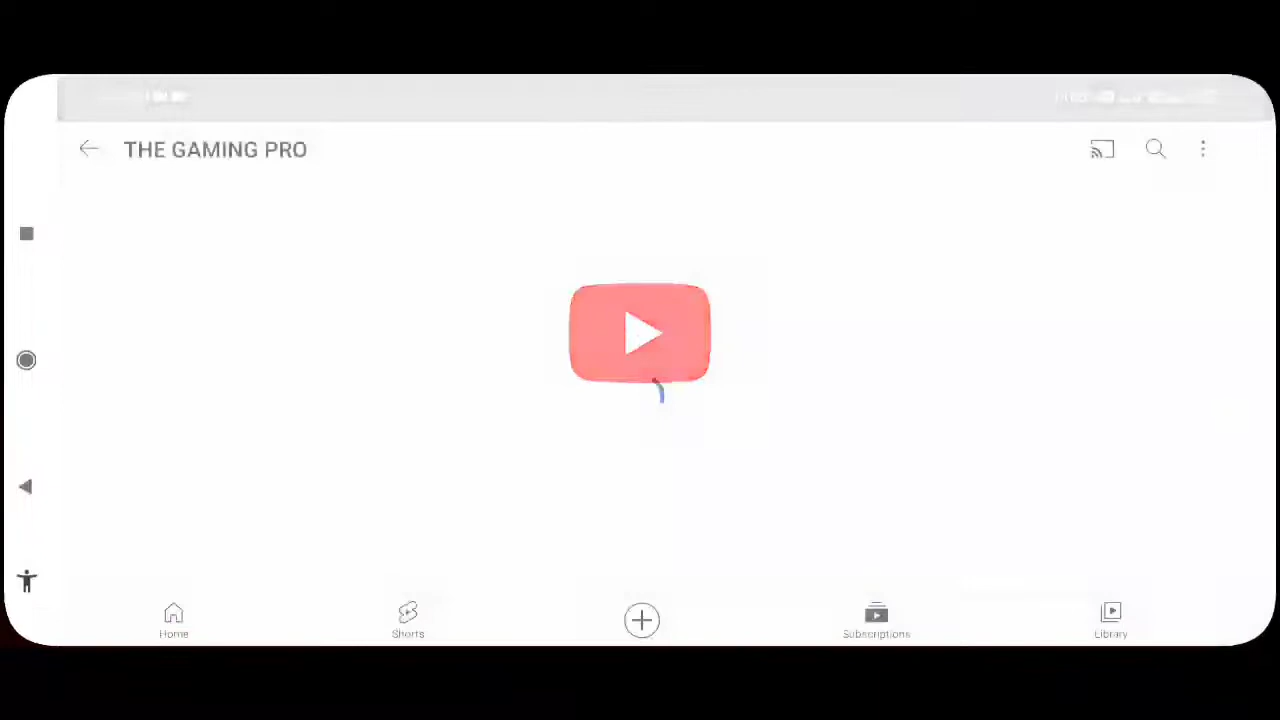 THE GAMING PRO
Home
Shorts
Subscriptions
Library